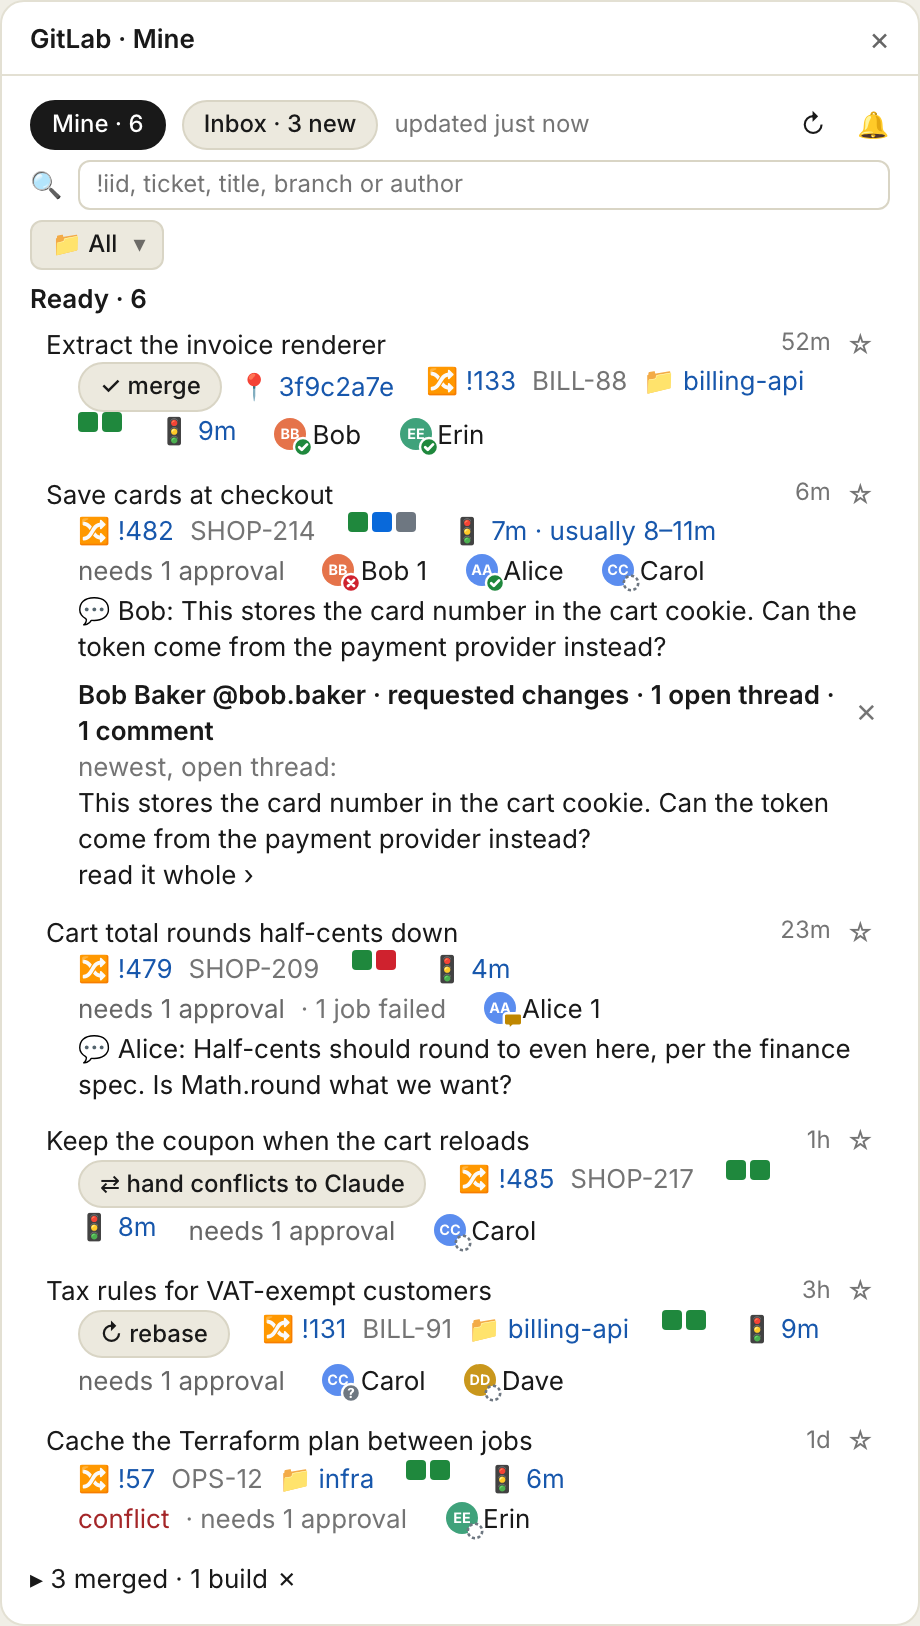 GitLab · Mine ×
Mine · 6 Inbox · 3 new updated just now
!iid, ticket, title, branch or author
All ▾
Ready · 6
Extract the invoice renderer 52m ☆
✓ merge 3f9c2a7e !133 BILL-88 billing-api
9m BB Bob EE Erin
Save cards at checkout 6m ☆
!482 SHOP-214 7m · usually 8–11m
needs 1 approval BB Bob 1 AA Alice CC Carol
Bob: This stores the card number in the cart cookie. Can the
token come from the payment provider instead?
Bob Baker @bob.baker · requested changes · 1 open thread ·
1 comment ×
newest, open thread:
This stores the card number in the cart cookie. Can the token
come from the payment provider instead?
read it whole ›
Cart total rounds half-cents down 23m ☆
!479 SHOP-209 4m
needs 1 approval · 1 job failed AA Alice 1
Alice: Half-cents should round to even here, per the finance
spec. Is Math.round what we want?
Keep the coupon when the cart reloads 1h ☆
⇄ hand conflicts to Claude !485 SHOP-217
8m needs 1 approval CC Carol
Tax rules for VAT-exempt customers 3h ☆
↻ rebase !131 BILL-91 billing-api 9m
needs 1 approval CC ? Carol DD Dave
Cache the Terraform plan between jobs 1d ☆
!57 OPS-12 infra 6m
conflict · needs 1 approval EE Erin
▸ 3 merged · 1 build ×